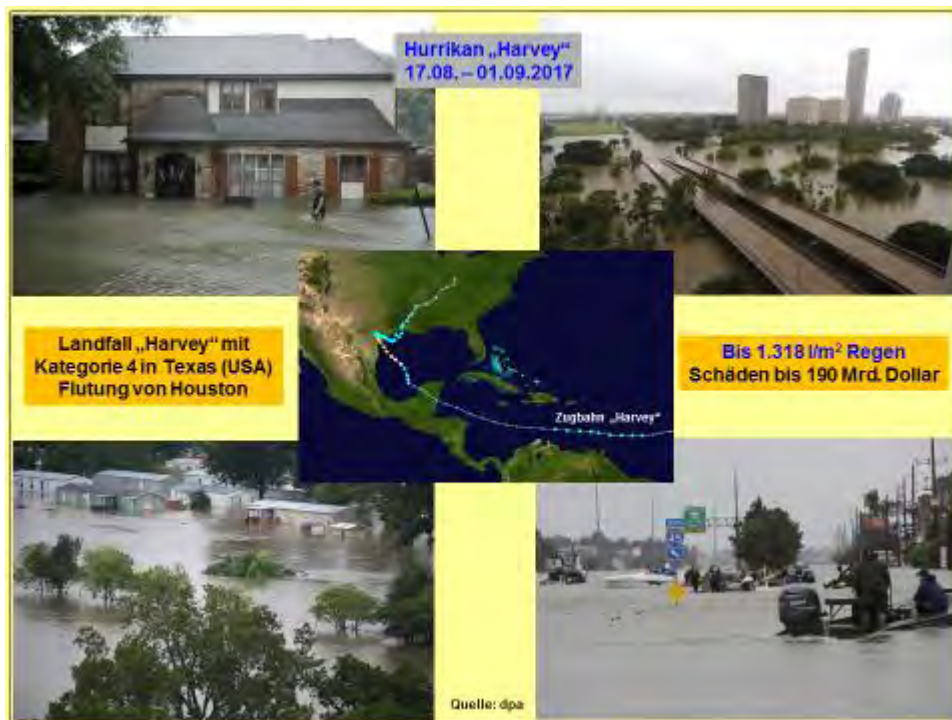 Hurrikan „Harvey“
17.08. – 01.09.2017
Landfall „Harvey“ mit
Kategorie 4 in Texas (USA)
Flutung von Houston
Bis 1.318 l/m² Regen
Schäden bis 190 Mrd. Dollar
Zugbahn „Harvey“
Quelle: dpa